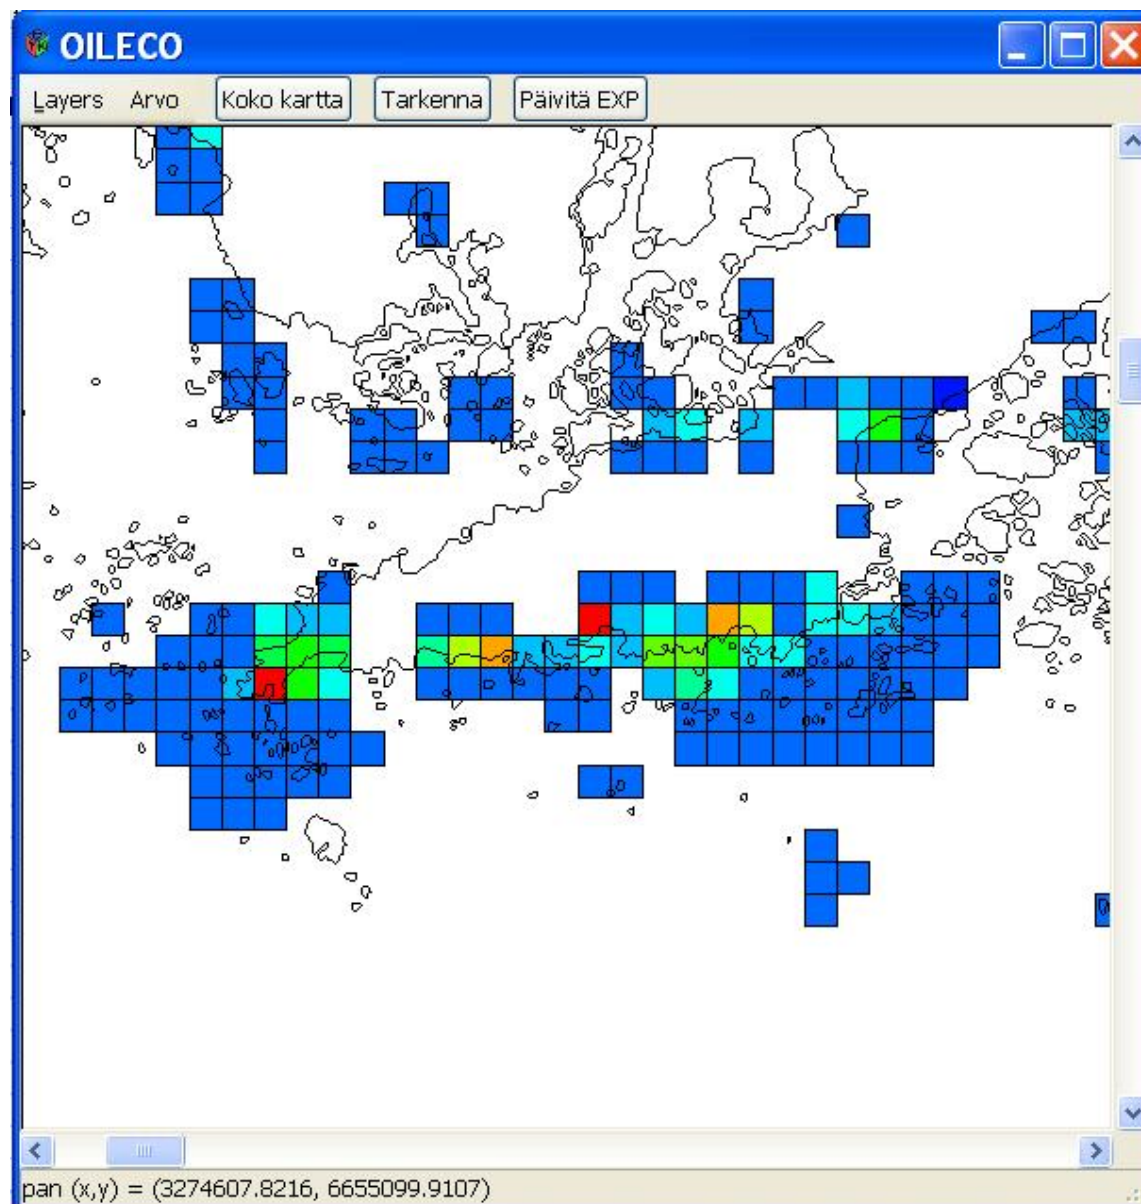 OILECO
Layers Arvo Koko kartta Tarkenna Päivitä EXP
pan (x,y) = (3274607.8216, 6655099.9107)